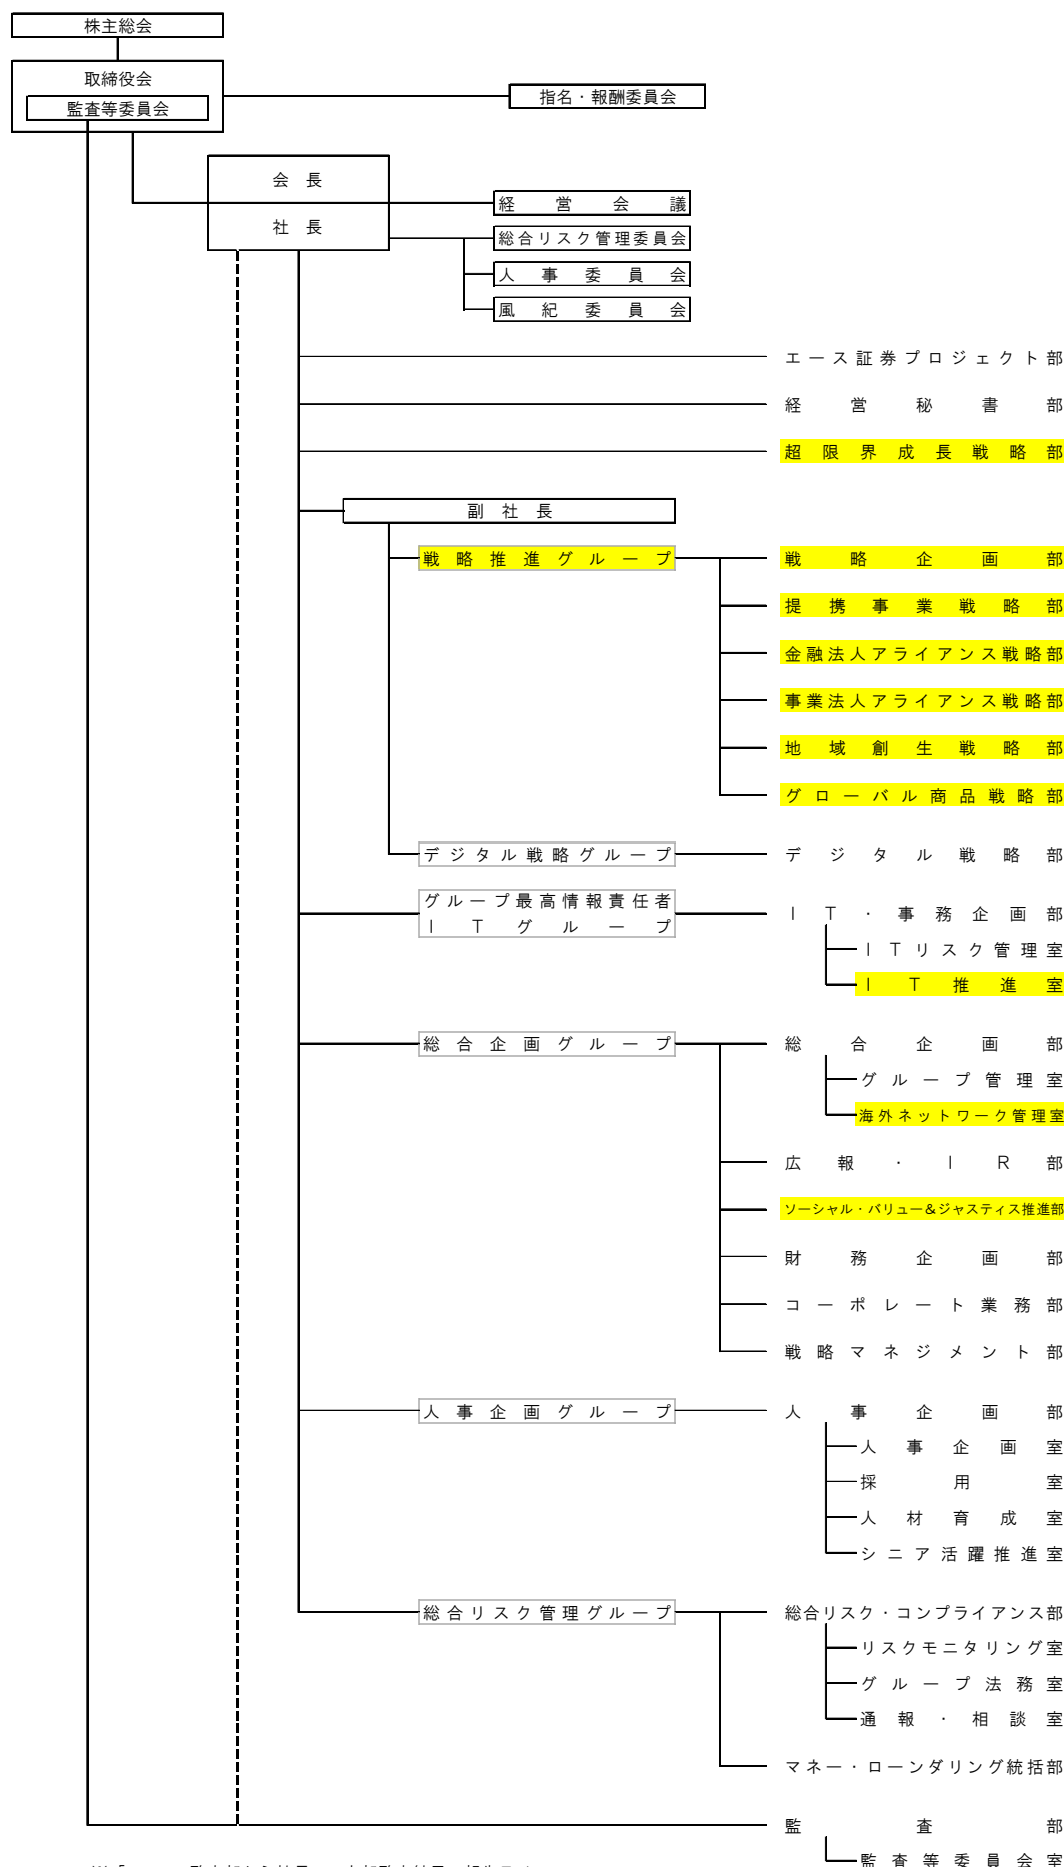 株主総会
取締役会
監査等委員会
指名・報酬委員会
会長
社長
経営会議
総合リスク管理委員会
人事委員会
風紀委員会
エース証券プロジェクト部
経営秘書部
超限界成長戦略部
副社長
戦略推進グループ
戦略企画部
提携事業戦略部
金融法人アライアンス戦略部
事業法人アライアンス戦略部
地域創生戦略部
グローバル商品戦略部
デジタル戦略グループ
デジタル戦略部
グループ最高情報責任者
ITグループ
IT・事務企画部
ITリスク管理室
IT推進室
総合企画グループ
総合企画部
グループ管理室
海外ネットワーク管理室
広報・IR部
ソーシャル・バリュー&ジャスティス推進部
財務企画部
コーポレート業務部
戦略マネジメント部
人事企画グループ
人事企画部
人事企画室
採用室
人材育成室
シニア活躍推進室
総合リスク管理グループ
総合リスク・コンプライアンス部
リスクモニタリング室
グループ法務室
通報・相談室
マネー・ローンダリング統括部
監査部
監査等委員会室